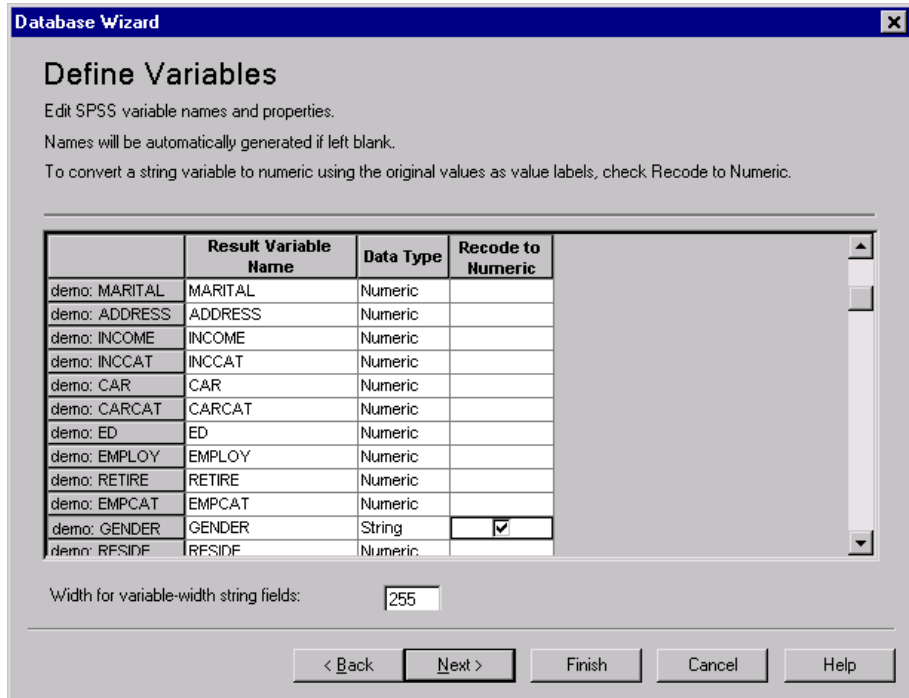 Database Wizard
Define Variables
Edit SPSS variable names and properties.
Names will be automatically generated if left blank.
To convert a string variable to numeric using the original values as value labels, check Recode to Numeric.
Result Variable Name Data Type Recode to Numeric
demo: MARITAL MARITAL Numeric
demo: ADDRESS ADDRESS Numeric
demo: INCOME INCOME Numeric
demo: INCCAT INCCAT Numeric
demo: CAR CAR Numeric
demo: CARCAT CARCAT Numeric
demo: ED ED Numeric
demo: EMPLOY EMPLOY Numeric
demo: RETIRE RETIRE Numeric
demo: EMPCAT EMPCAT Numeric
demo: GENDER GENDER String
demo: RESIDE RESIDE Numeric
Width for variable-width string fields: 255
< Back Next > Finish Cancel Help